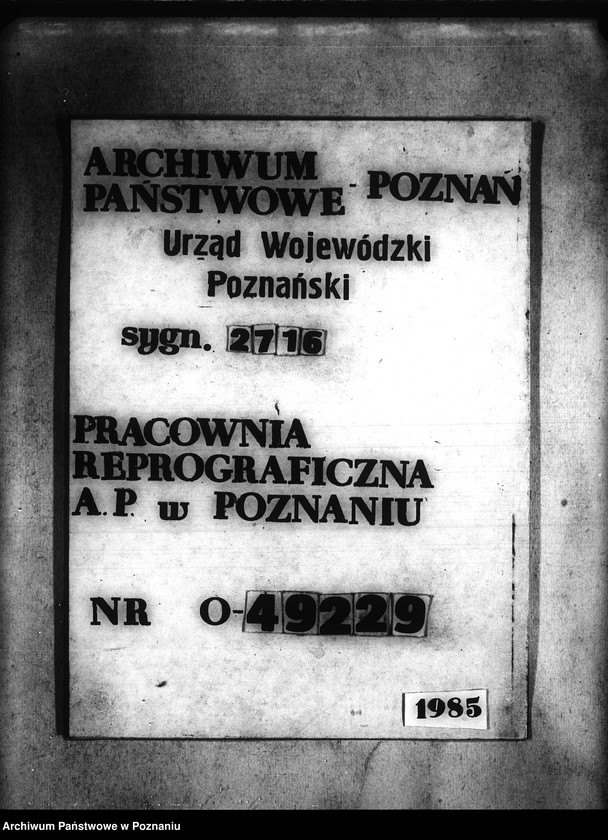 ARCHIWUM
PAŃSTWOWE - POZNAŃ
Urząd Wojewódzki
Poznański
sygn. 2716
PRACOWNIA
REPROGRAFICZNA
A.P. w POZNANIU
NR O-49229
1985
Archiwum Państwowe w Poznaniu